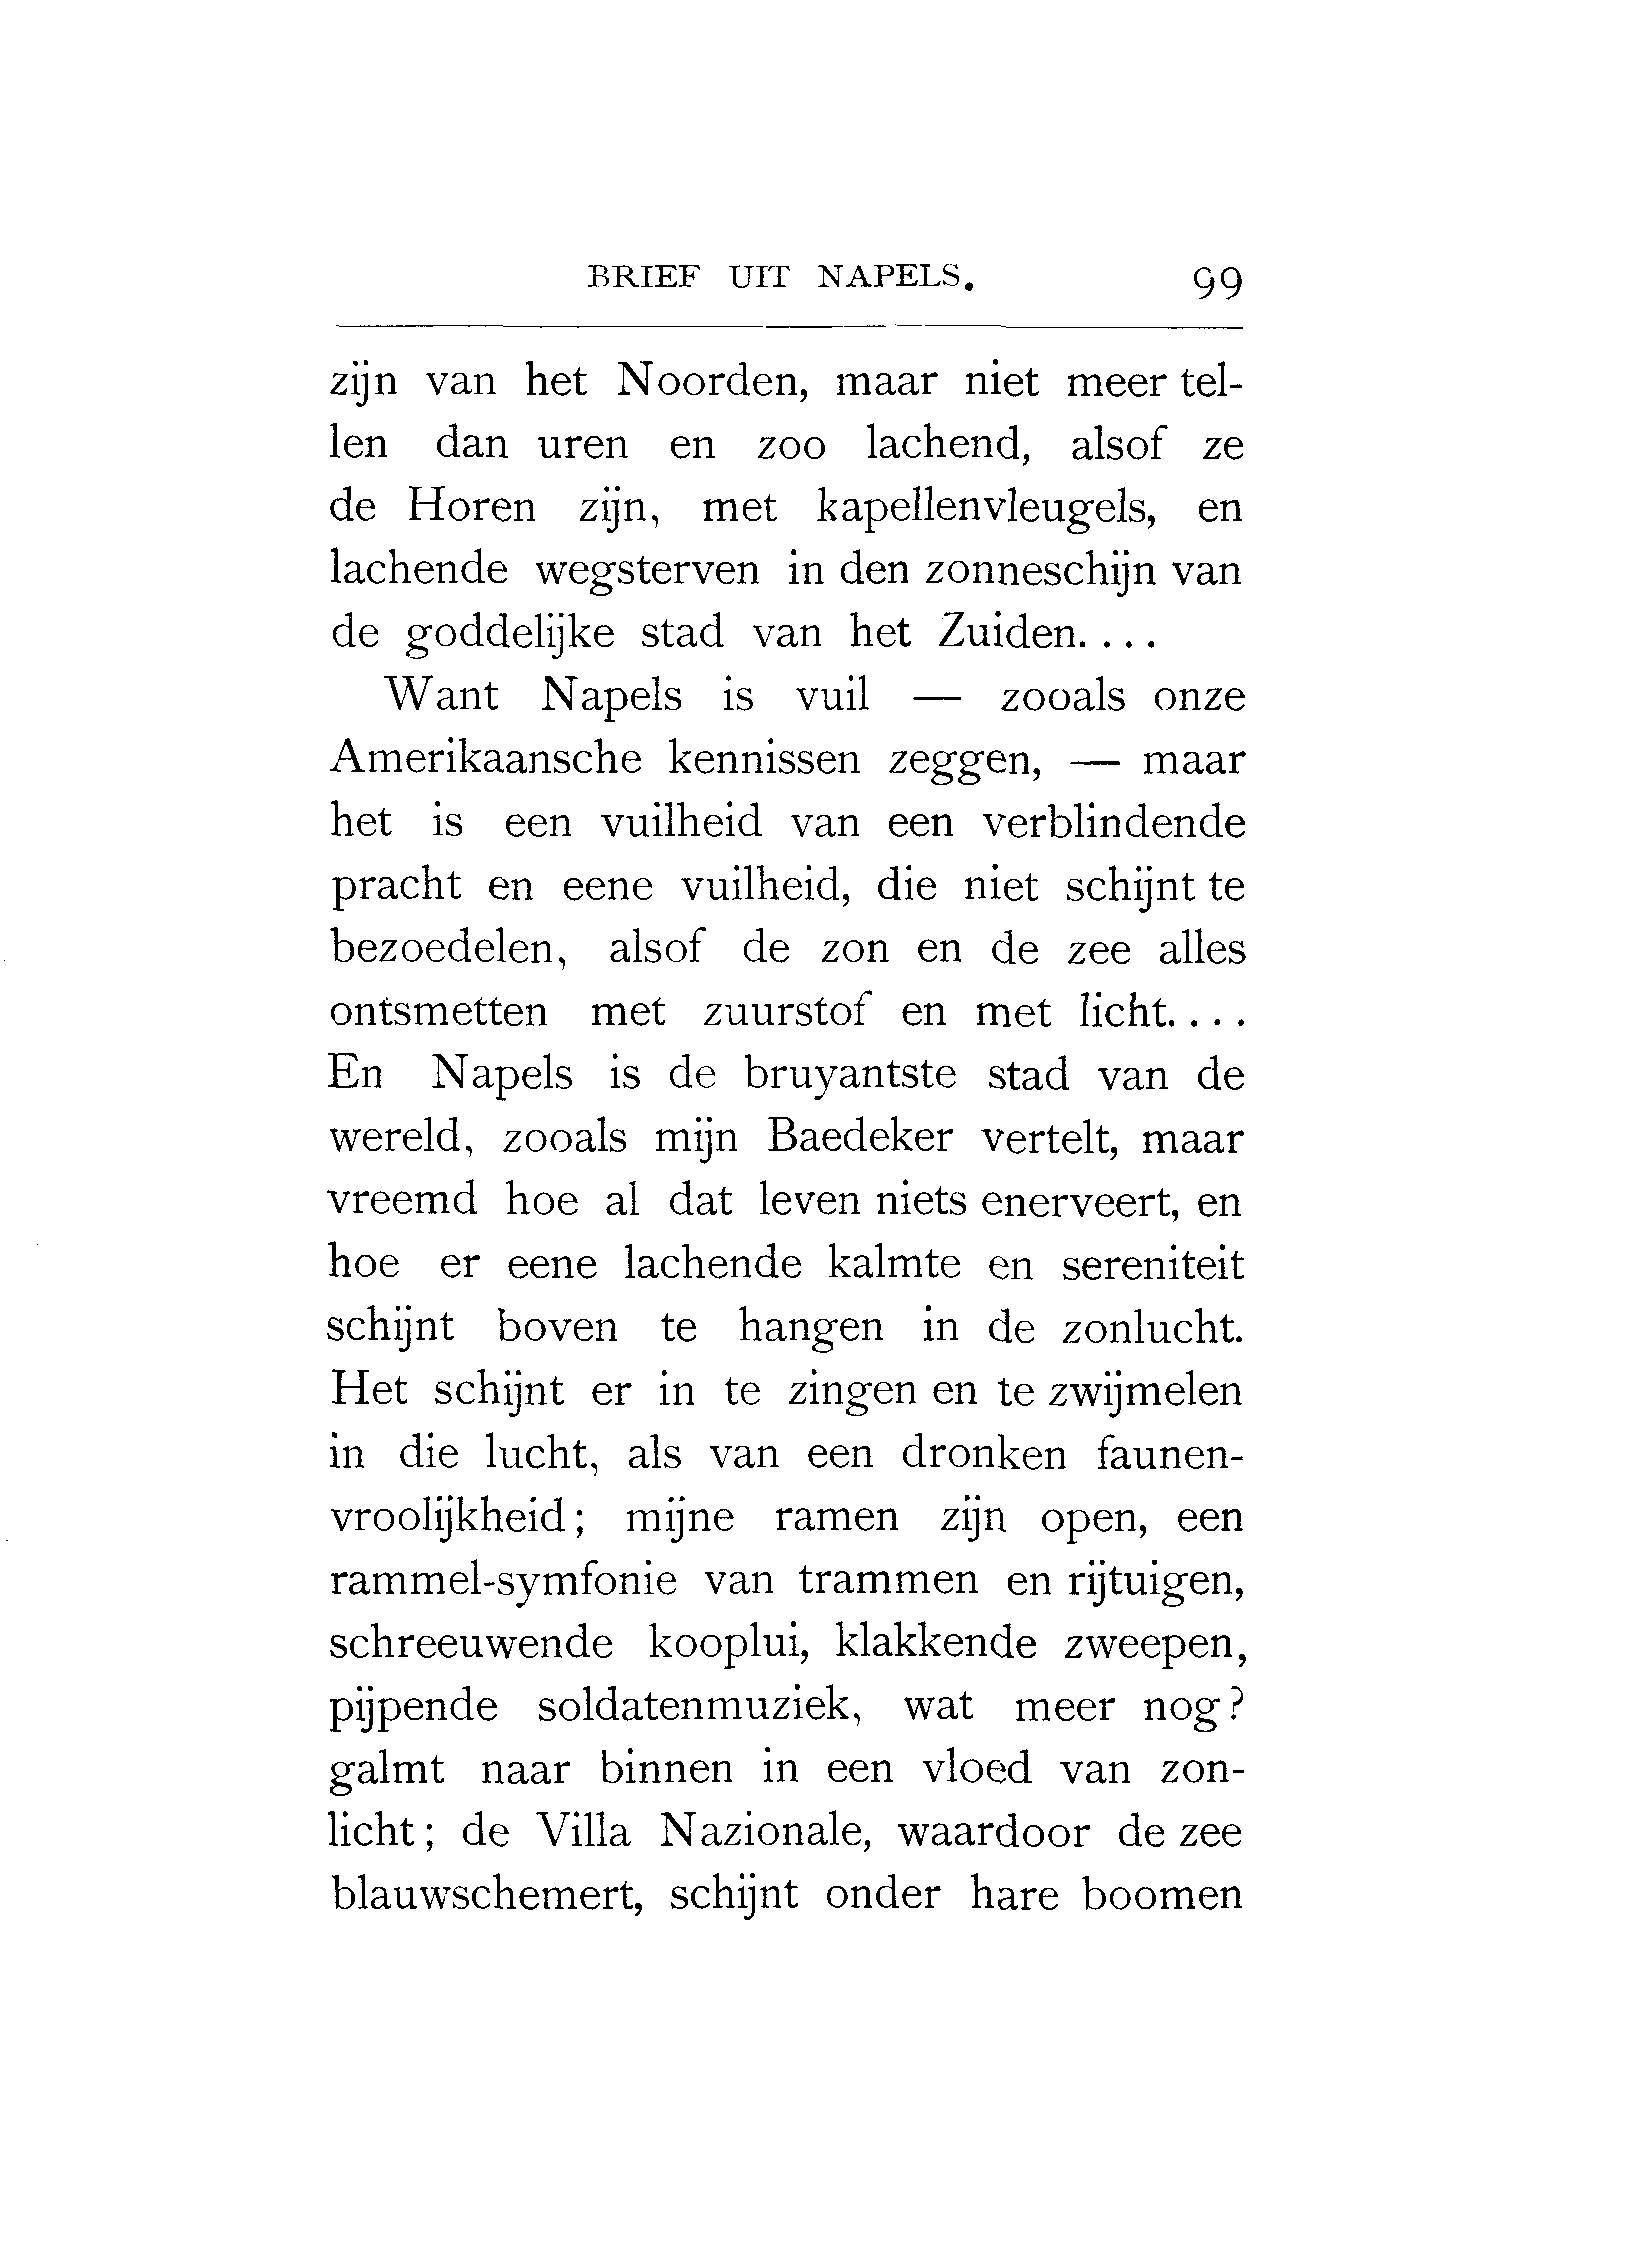 BRIEF UIT NAPELS. 99
zijn van het Noorden, maar niet meer tel-
len dan uren en zoo lachend, alsof ze
de Horen zijn, met kapellenvleugels, en
lachende wegsterven in den zonneschijn van
de goddelijke stad van het Zuiden....
Want Napels is vuil — zooals onze
Amerikaansche kennissen zeggen, — maar
het is een vuilheid van een verblindende
pracht en eene vuilheid, die niet schijnt te
bezoedelen, alsof de zon en de zee alles
ontsmetten met zuurstof en met licht....
En Napels is de bruyantste stad van de
wereld, zooals mijn Baedeker vertelt, maar
vreemd hoe al dat leven niets enerveert, en
hoe er eene lachende kalmte en sereniteit
schijnt boven te hangen in de zonlucht.
Het schijnt er in te zingen en te zwijmelen
in die lucht, als van een dronken faunen-
vroolijkheid; mijne ramen zijn open, een
rammel-symfonie van trammen en rijtuigen,
schreeuwende kooplui, klakkende zweepen,
pijpende soldatenmuziek, wat meer nog?
galmt naar binnen in een vloed van zon-
licht; de Villa Nazionale, waardoor de zee
blauwschemert, schijnt onder hare boomen